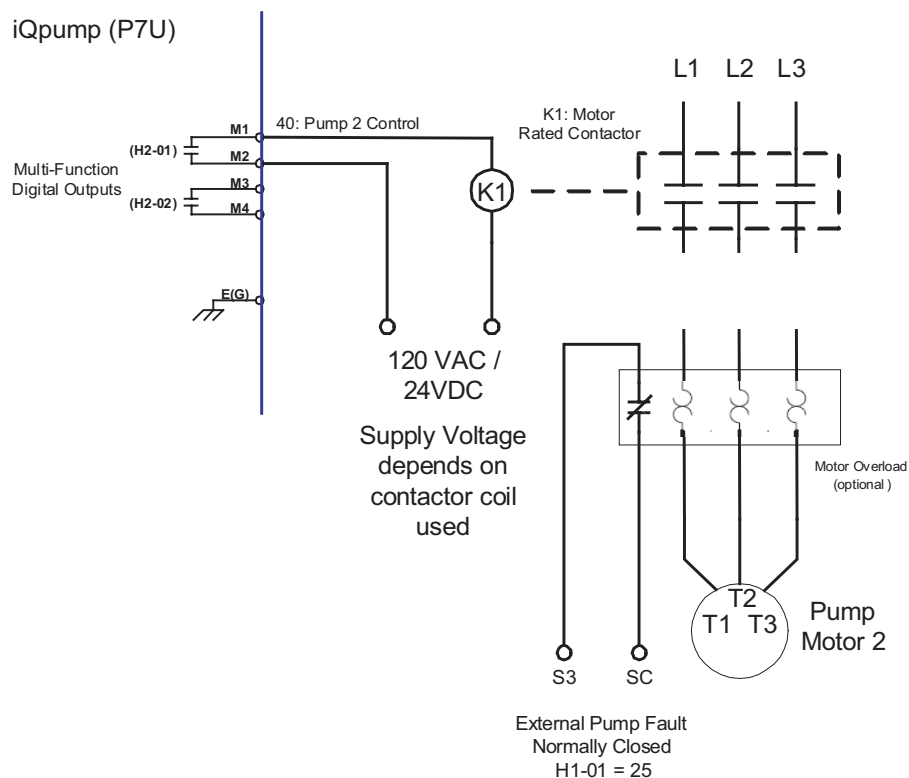 iQpump (P7U)
L1 L2 L3
K1: Motor
Rated Contactor
M1
40: Pump 2 Control
(H2-01)
M2
Multi-Function
Digital Outputs
M3
(H2-02)
M4
K1
E(G)
120 VAC /
24VDC
Supply Voltage
depends on
contactor coil
used
Motor Overload
(optional )
T2
T1 T3
Pump
Motor 2
S3 SC
External Pump Fault
Normally Closed
H1-01 = 25